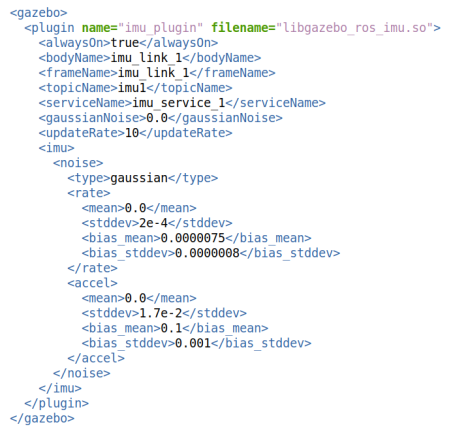 <gazebo>
  <plugin name="imu_plugin" filename="libgazebo_ros_imu.so">
    <alwaysOn>true</alwaysOn>
    <bodyName>imu_link_1</bodyName>
    <frameName>imu_link_1</frameName>
    <topicName>imu1</topicName>
    <serviceName>imu_service_1</serviceName>
    <gaussianNoise>0.0</gaussianNoise>
    <updateRate>10</updateRate>
    <imu>
      <noise>
        <type>gaussian</type>
        <rate>
          <mean>0.0</mean>
          <stddev>2e-4</stddev>
          <bias_mean>0.0000075</bias_mean>
          <bias_stddev>0.0000008</bias_stddev>
        </rate>
        <accel>
          <mean>0.0</mean>
          <stddev>1.7e-2</stddev>
          <bias_mean>0.1</bias_mean>
          <bias_stddev>0.001</bias_stddev>
        </accel>
      </noise>
    </imu>
  </plugin>
</gazebo>